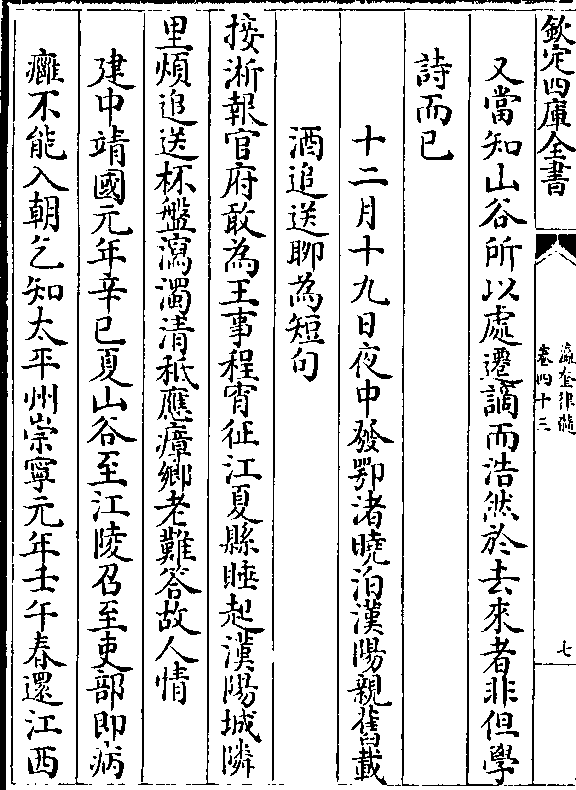 欽定四庫全書
瀛奎律髓
卷四十三
七
又當知山谷所以處遷謫而浩然於去來者非但學
詩而已
十二月十九日夜中發鄂渚曉泊漢陽親舊載
酒追送聊為短句
接淅報官府敢為王事程宵征江夏縣睡起漢陽城隣
里煩追送杯盤瀉濁清秪應瘴鄉老難答故人情
建中靖國元年辛巳夏山谷至江陵召至吏部即病
癰不能入朝乞知太平州崇寧元年壬午春還江西